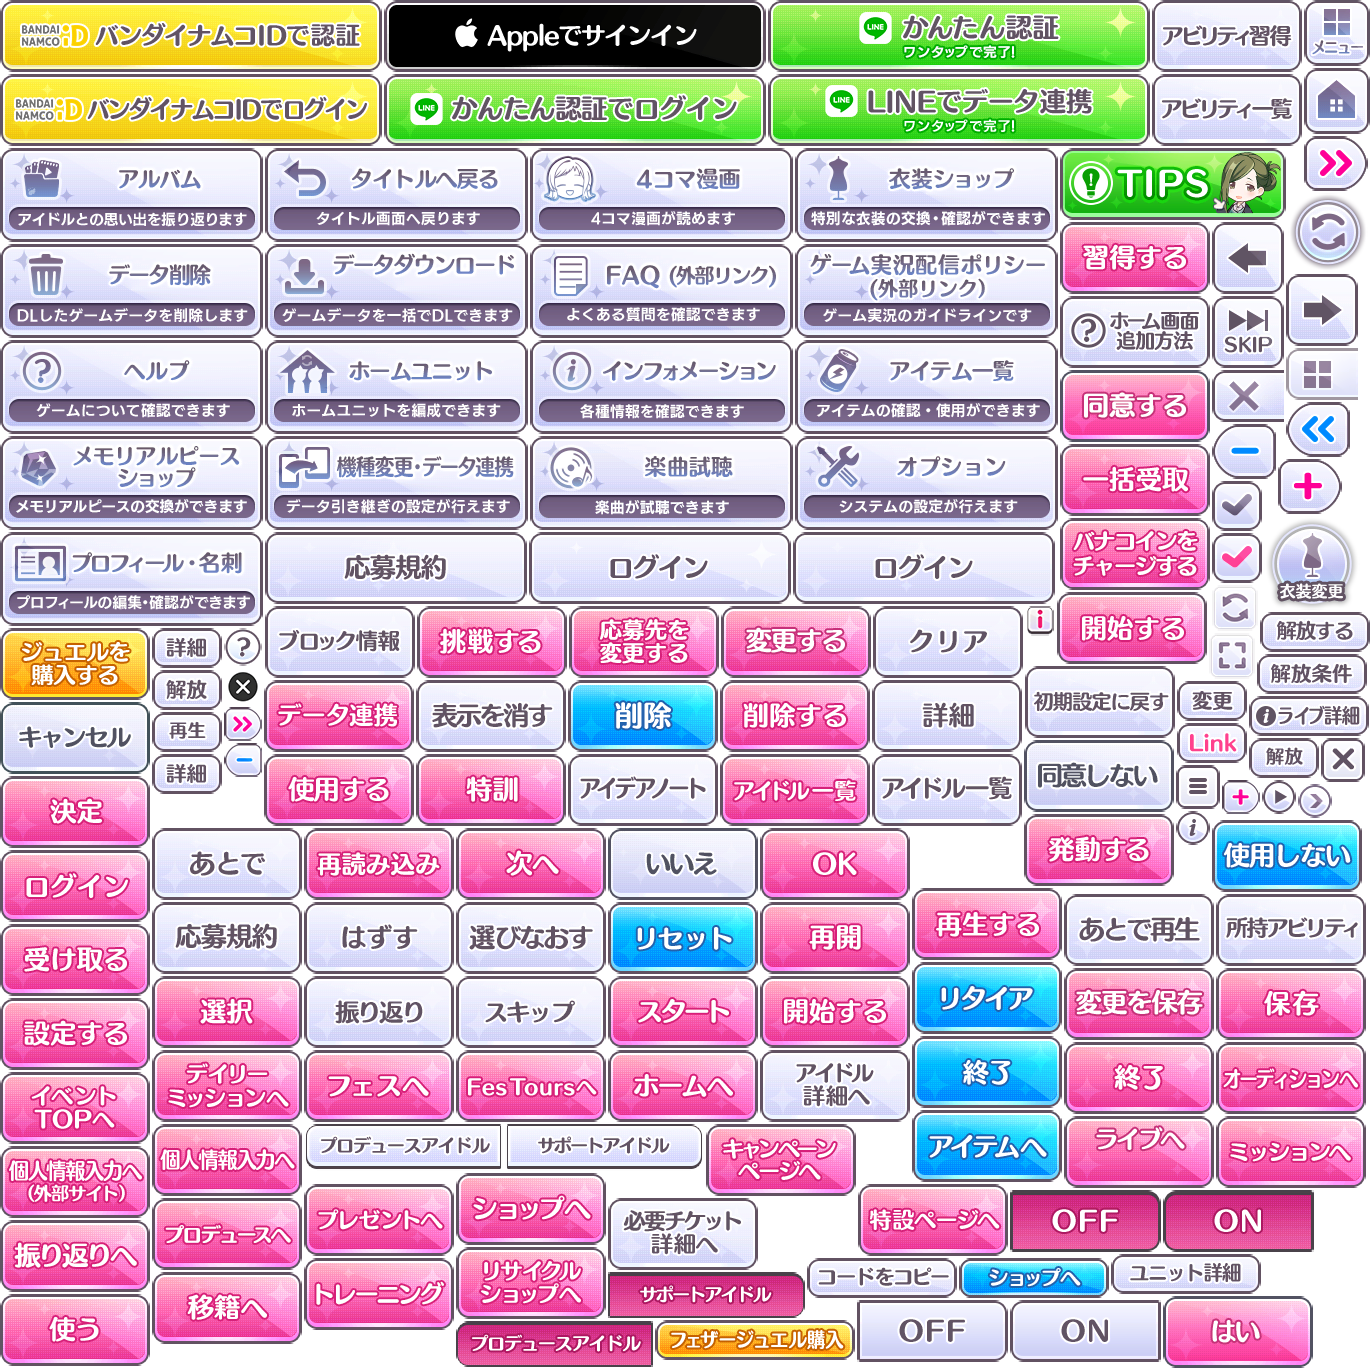 BANDAI NAMCO iD バンダイナムコIDで認証
Appleでサインイン
LINE かんたん認証
ワンタップで完了!
アビリティ習得
メニュー
BANDAI NAMCO iD バンダイナムコIDでログイン
LINE かんたん認証でログイン
LINE LINEでデータ連携
ワンタップで完了!
アビリティ一覧
アルバム
アイドルとの思い出を振り返ります
タイトルへ戻る
タイトル画面へ戻ります
4コマ漫画
4コマ漫画が読めます
衣装ショップ
特別な衣装の交換・確認ができます
TIPS
データ削除
DLしたゲームデータを削除します
データダウンロード
ゲームデータを一括でDLできます
FAQ (外部リンク)
よくある質問を確認できます
ゲーム実況配信ポリシー
(外部リンク)
ゲーム実況のガイドラインです
習得する
ホーム画面
追加方法
SKIP
ヘルプ
ゲームについて確認できます
ホームユニット
ホームユニットを編成できます
インフォメーション
各種情報を確認できます
アイテム一覧
アイテムの確認・使用ができます
同意する
メモリアルピース
ショップ
メモリアルピースの交換ができます
機種変更・データ連携
データ引き継ぎの設定が行えます
楽曲試聴
楽曲が試聴できます
オプション
システムの設定が行えます
一括受取
プロフィール・名刺
プロフィールの編集・確認ができます
応募規約
ログイン
ログイン
バナコインを
チャージする
衣装変更
ジュエルを
購入する
詳細
?
ブロック情報
挑戦する
応募先を
変更する
変更する
クリア
i
開始する
解放する
解放
解放条件
キャンセル
再生
データ連携
表示を消す
削除
削除する
詳細
初期設定に戻す
変更
ライブ詳細
Link
解放
詳細
使用する
特訓
アイデアノート
アイドル一覧
アイドル一覧
同意しない
決定
あとで
再読み込み
次へ
いいえ
OK
発動する
i
使用しない
ログイン
応募規約
はずす
選びなおす
リセット
再開
再生する
あとで再生
所持アビリティ
受け取る
選択
振り返り
スキップ
スタート
開始する
リタイア
変更を保存
保存
設定する
デイリー
ミッションへ
フェスへ
Fes Toursへ
ホームへ
アイドル
詳細へ
終了
終了
オーディションへ
イベント
TOPへ
個人情報入力へ
プロデュースアイドル
サポートアイドル
キャンペーン
ページへ
アイテムへ
ライブへ
ミッションへ
個人情報入力へ
(外部サイト)
プロデュースへ
プレゼントへ
ショップへ
必要チケット
詳細へ
特設ページへ
OFF
ON
振り返りへ
移籍へ
トレーニング
リサイクル
ショップへ
サポートアイドル
コードをコピー
ショップへ
ユニット詳細
使う
プロデュースアイドル
フェザージュエル購入
OFF
ON
はい